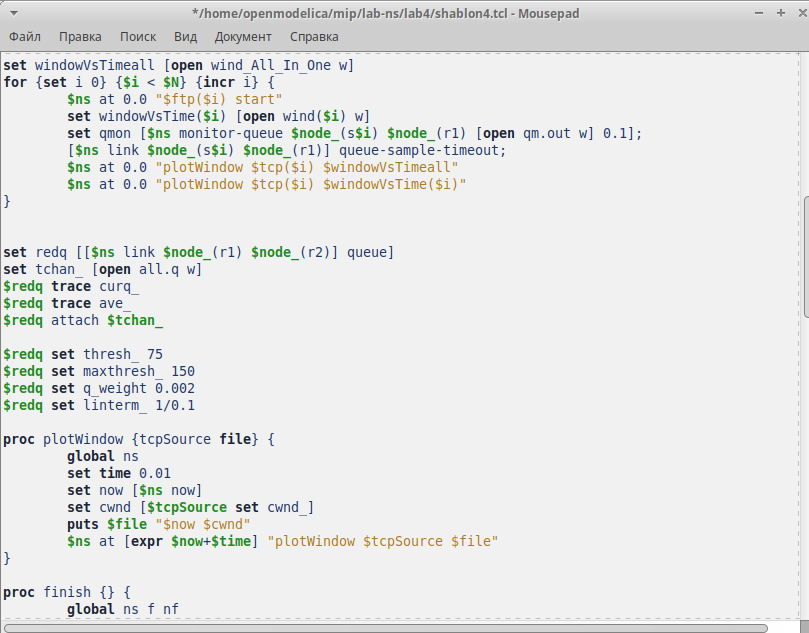 */home/openmodelica/mip/lab-ns/lab4/shablon4.tcl - Mousepad
Файл Правка Поиск Вид Документ Справка
set windowVsTimeall [open wind_All_In_One w]
for {set i 0} {$i < $N} {incr i} {
        $ns at 0.0 "$ftp($i) start"
        set windowVsTime($i) [open wind($i) w]
        set qmon [$ns monitor-queue $node_(s$i) $node_(r1) [open qm.out w] 0.1];
        [$ns link $node_(s$i) $node_(r1)] queue-sample-timeout;
        $ns at 0.0 "plotWindow $tcp($i) $windowVsTimeall"
        $ns at 0.0 "plotWindow $tcp($i) $windowVsTime($i)"
}
set redq [[$ns link $node_(r1) $node_(r2)] queue]
set tchan_ [open all.q w]
$redq trace curq_
$redq trace ave_
$redq attach $tchan_
$redq set thresh_ 75
$redq set maxthresh_ 150
$redq set q_weight 0.002
$redq set linterm_ 1/0.1
proc plotWindow {tcpSource file} {
        global ns
        set time 0.01
        set now [$ns now]
        set cwnd [$tcpSource set cwnd_]
        puts $file "$now $cwnd"
        $ns at [expr $now+$time] "plotWindow $tcpSource $file"
}
proc finish {} {
        global ns f nf